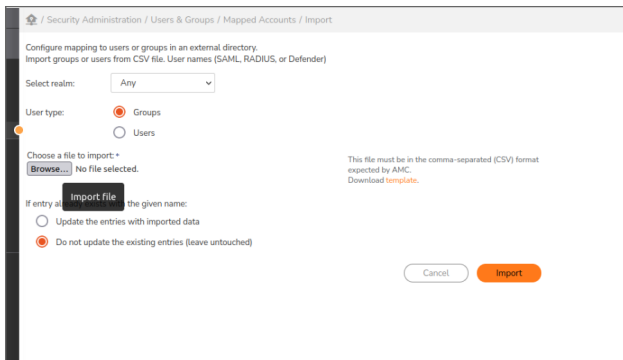 / Security Administration / Users & Groups / Mapped Accounts / Import
Configure mapping to users or groups in an external directory.
Import groups or users from CSV file. User names (SAML, RADIUS, or Defender)
Select realm:
Any
User type:
Groups
Users
Choose a file to import: *
Browse... No file selected.
This file must be in the comma-separated (CSV) format
expected by AMC.
Download template.
Import file
If entry already exists with the given name:
Update the entries with imported data
Do not update the existing entries (leave untouched)
Cancel
Import